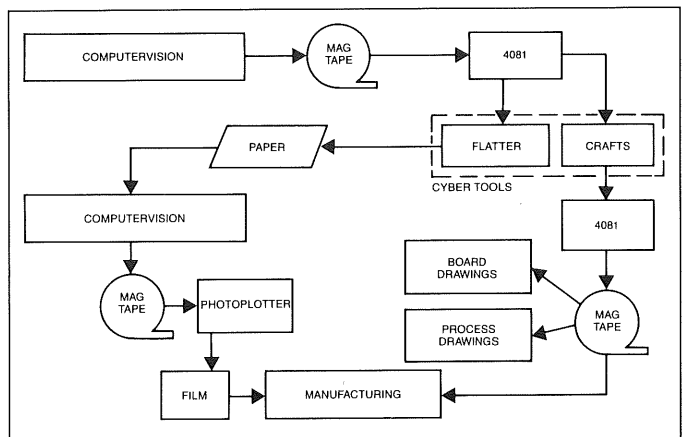 COMPUTERVISION
MAG
TAPE
4081
FLATTER
CRAFTS
CYBER TOOLS
PAPER
COMPUTERVISION
4081
MAG
TAPE
PHOTOPLOTTER
BOARD
DRAWINGS
PROCESS
DRAWINGS
MAG
TAPE
FILM
MANUFACTURING